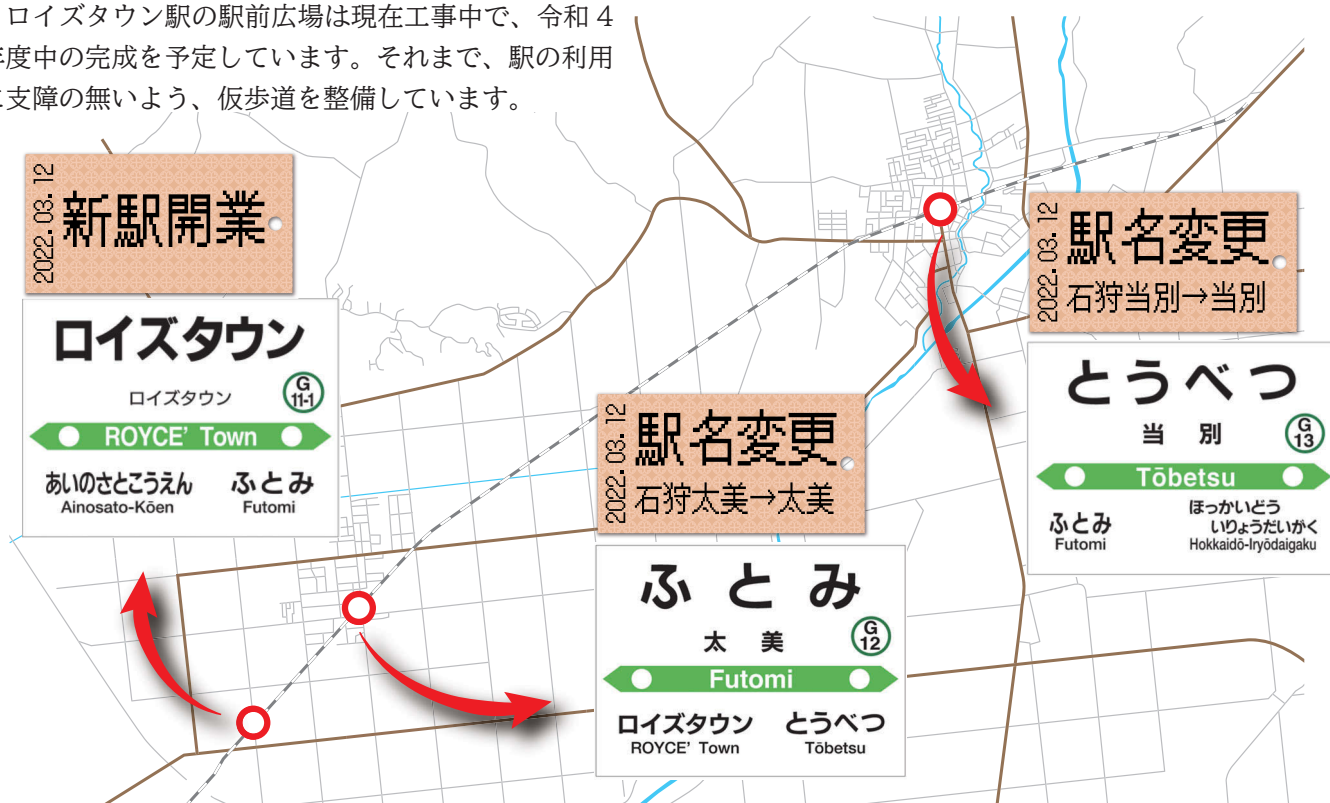 ロイズタウン駅の駅前広場は現在工事中で、令和４
年度中の完成を予定しています。それまで、駅の利用
に支障の無いよう、仮歩道を整備しています。
2022. 03. 12
新駅開業
ロイズタウン
ロイズタウン
G
11-1
ROYCE' Town
あいのさとこうえん
Ainosato-Kōen
ふとみ
Futomi
2022. 03. 12
駅名変更
石狩太美→太美
ふとみ
太 美
G
12
Futomi
ロイズタウン
ROYCE' Town
とうべつ
Tōbetsu
2022. 03. 12
駅名変更
石狩当別→当別
とうべつ
当 別
G
13
Tōbetsu
ふとみ
Futomi
ほっかいどう
いりょうだいがく
Hokkaidō-Iryōdaigaku